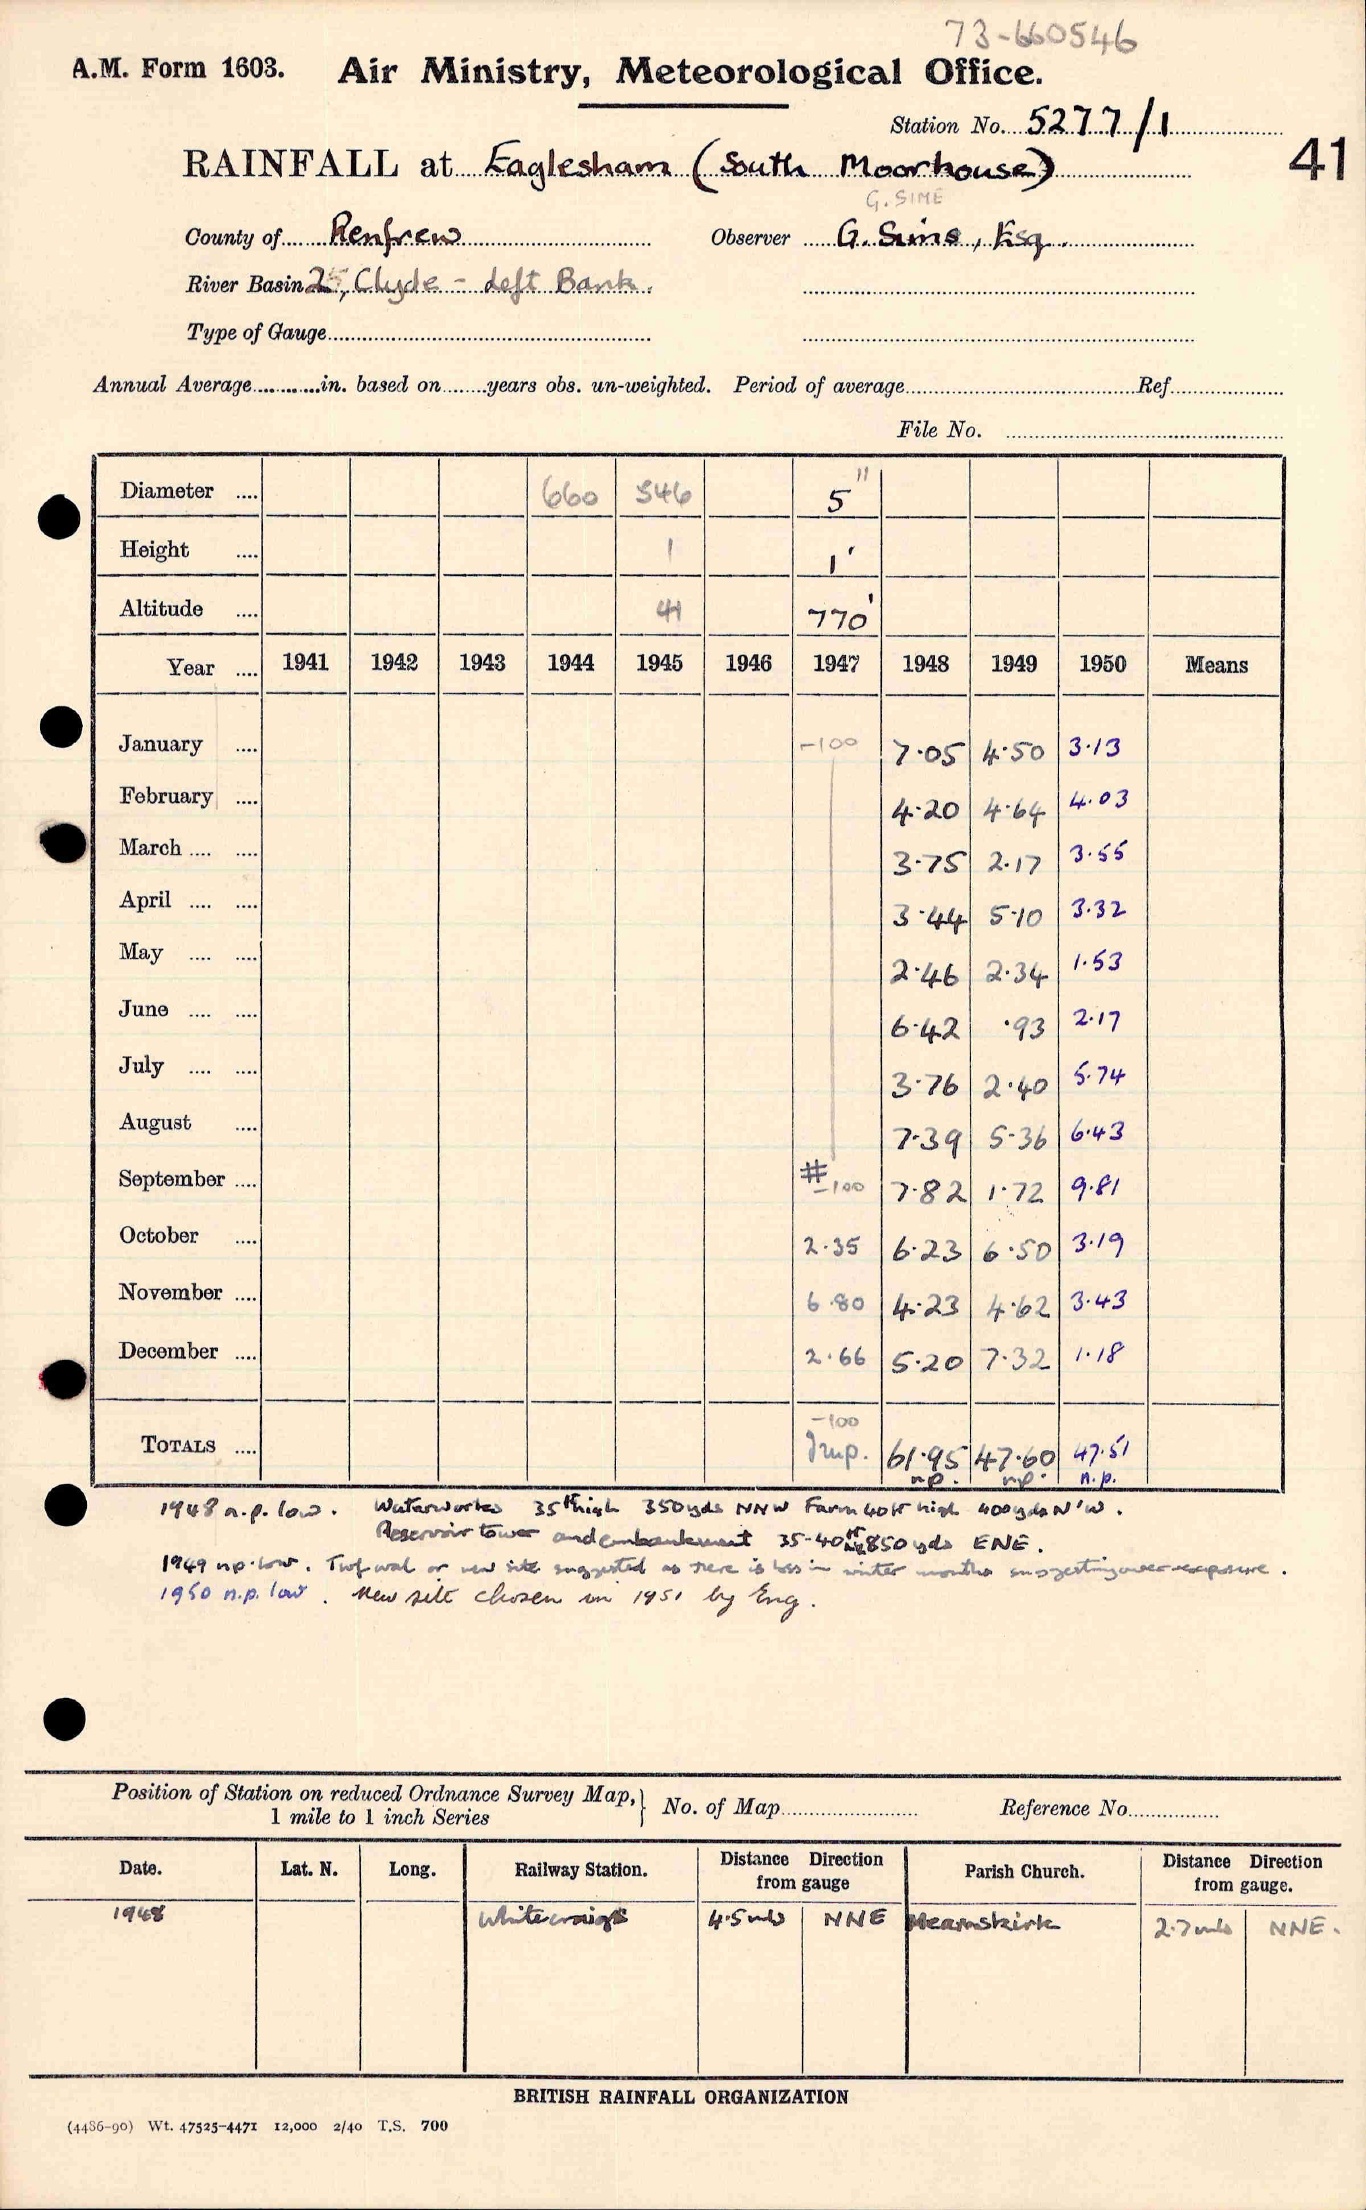 73-660546
A.M. Form 1603. Air Ministry, Meteorological Office.
Station No. 5277/1
41
RAINFALL at Eaglesham (South Moorhouse)
G. SIME
County of Renfrew Observer G. Sims, Esq.
River Basin 25, Clyde - Left Bank.
Type of Gauge
Annual Average in. based on years obs. un-weighted. Period of average Ref.
File No.
Diameter 660 546 5"
Height 1 1'
Altitude 41 770'
Year 1941 1942 1943 1944 1945 1946 1947 1948 1949 1950 Means
January -100 7.05 4.50 3.13
February 4.20 4.64 4.03
March 3.75 2.17 3.55
April 3.44 5.10 3.32
May 2.46 2.34 1.53
June 6.42 .93 2.17
July 3.76 2.40 5.74
August 7.39 5.36 6.43
September # -100 7.82 1.72 9.81
October 2.35 6.23 6.50 3.19
November 6.80 4.23 4.62 3.43
December 2.66 5.20 7.32 1.18
-100
TOTALS Imp. 61.95 47.60 47.51
n.p. n.p. n.p.
1948 n.p. low. Waterworks 35ft high 350yds NNW Farm 40ft high 400yds N'W.
Reservoir tower and embankment 35-40ft 850yds ENE.
1949 n.p. low. Turf wall or new site suggested as there is loss in winter months suggesting over-exposure.
1950 n.p. low. New site chosen in 1951 by Eng.
Position of Station on reduced Ordnance Survey Map, 1 mile to 1 inch Series } No. of Map Reference No.
Date. Lat. N. Long. Railway Station. Distance Direction from gauge Parish Church. Distance Direction from gauge.
1948 Whitecraigs 4.5 mls NNE Mearnskirk 2.7 mls NNE.
BRITISH RAINFALL ORGANIZATION
(4486-90) Wt. 47525-4471 12,000 2/40 T.S. 700